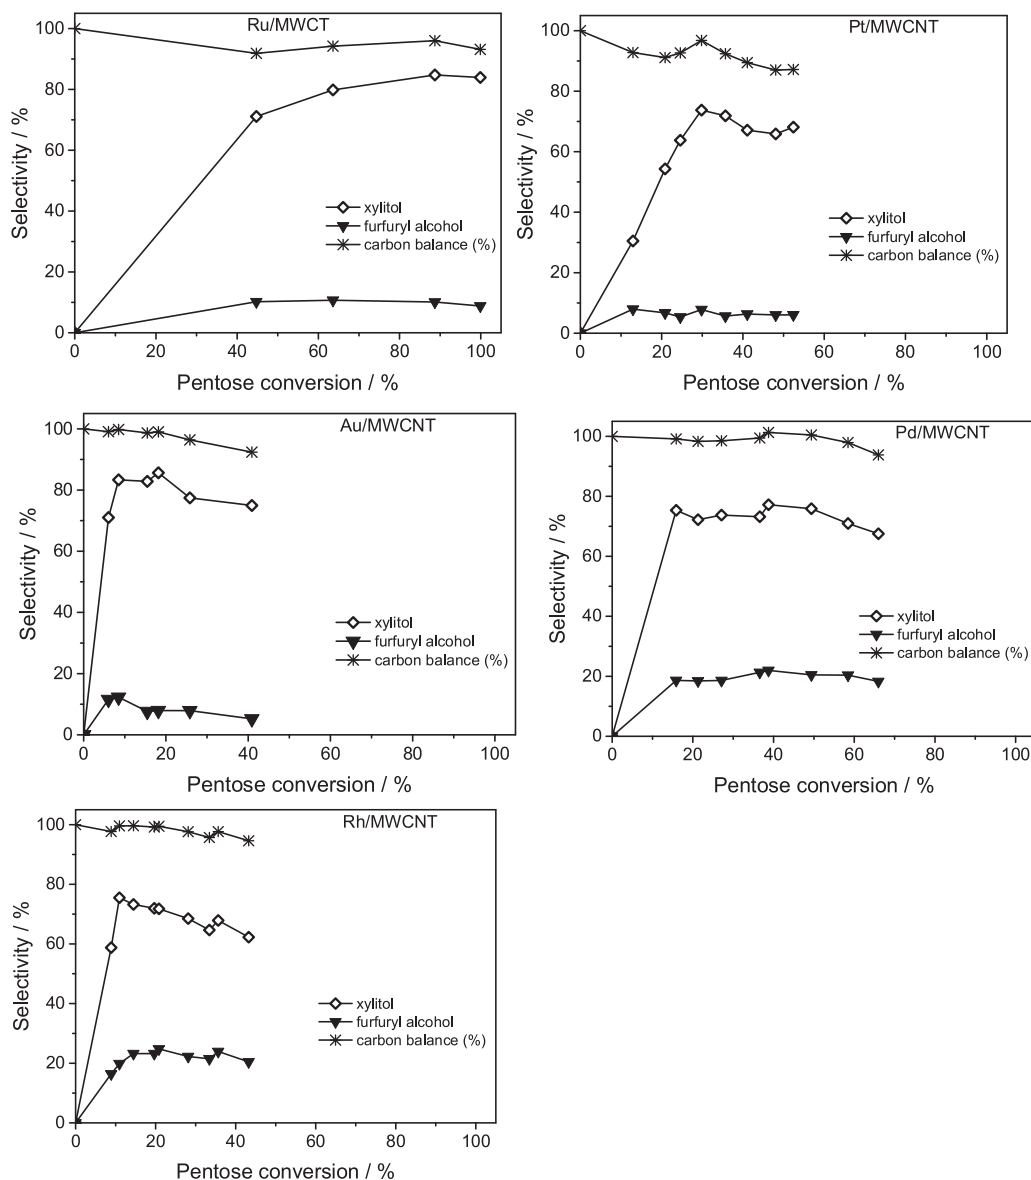 Ru/MWCT
100
80
60
40
20
0
Selectivity / %
xylitol
furfuryl alcohol
carbon balance (%)
0 20 40 60 80 100
Pentose conversion / %
Pt/MWCNT
100
80
60
40
20
0
Selectivity / %
xylitol
furfuryl alcohol
carbon balance (%)
0 20 40 60 80 100
Pentose conversion / %
Au/MWCNT
100
80
60
40
20
0
Selectivity / %
xylitol
furfuryl alcohol
carbon balance (%)
0 20 40 60 80 100
Pentose conversion / %
Pd/MWCNT
100
80
60
40
20
0
Selectivity / %
xylitol
furfuryl alcohol
carbon balance (%)
0 20 40 60 80 100
Pentose conversion / %
Rh/MWCNT
100
80
60
40
20
0
Selectivity / %
xylitol
furfuryl alcohol
carbon balance (%)
0 20 40 60 80 100
Pentose conversion / %